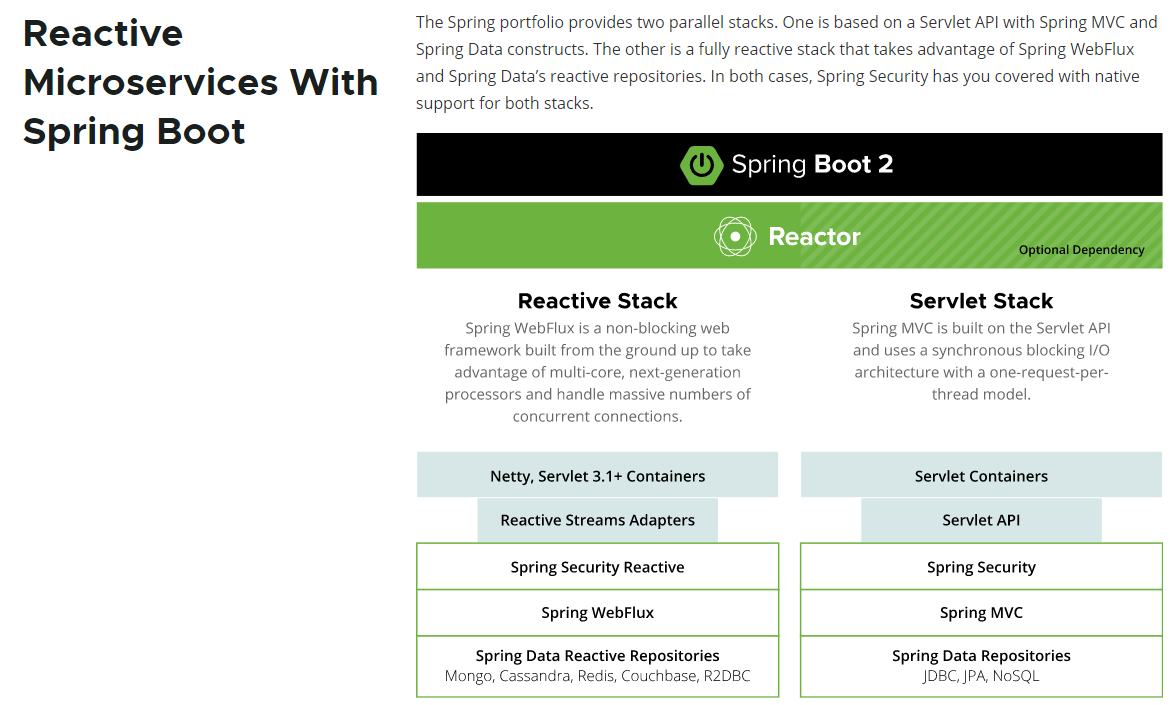 Reactive
Microservices With
Spring Boot
The Spring portfolio provides two parallel stacks. One is based on a Servlet API with Spring MVC and
Spring Data constructs. The other is a fully reactive stack that takes advantage of Spring WebFlux
and Spring Data’s reactive repositories. In both cases, Spring Security has you covered with native
support for both stacks.
Spring Boot 2
Reactor
Optional Dependency
Reactive Stack
Spring WebFlux is a non-blocking web
framework built from the ground up to take
advantage of multi-core, next-generation
processors and handle massive numbers of
concurrent connections.
Servlet Stack
Spring MVC is built on the Servlet API
and uses a synchronous blocking I/O
architecture with a one-request-per-
thread model.
Netty, Servlet 3.1+ Containers
Reactive Streams Adapters
Spring Security Reactive
Spring WebFlux
Spring Data Reactive Repositories
Mongo, Cassandra, Redis, Couchbase, R2DBC
Servlet Containers
Servlet API
Spring Security
Spring MVC
Spring Data Repositories
JDBC, JPA, NoSQL